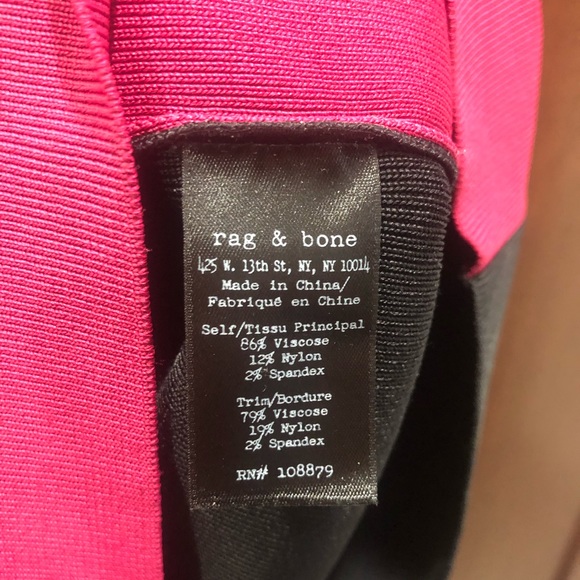 rag & bone
425 W. 13th St, NY, NY 10014
Made in China/
Fabriqué en Chine
Self/Tissu Principal
86% Viscose
12% Nylon
2% Spandex
Trim/Bordure
79% Viscose
19% Nylon
2% Spandex
RN# 108879